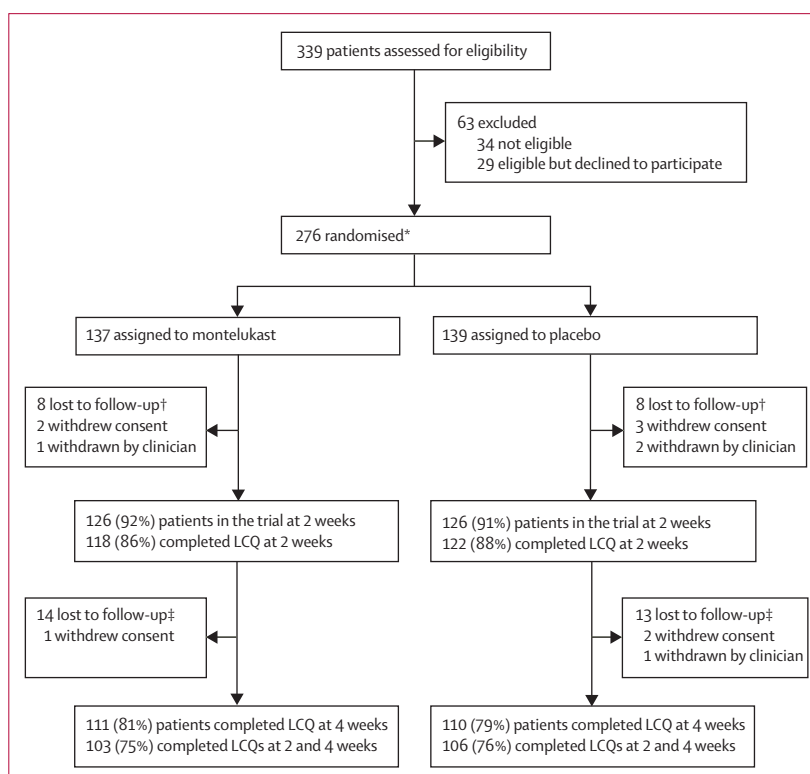 339 patients assessed for eligibility
63 excluded
34 not eligible
29 eligible but declined to participate
276 randomised*
137 assigned to montelukast
139 assigned to placebo
8 lost to follow-up†
2 withdrew consent
1 withdrawn by clinician
8 lost to follow-up†
3 withdrew consent
2 withdrawn by clinician
126 (92%) patients in the trial at 2 weeks
118 (86%) completed LCQ at 2 weeks
126 (91%) patients in the trial at 2 weeks
122 (88%) completed LCQ at 2 weeks
14 lost to follow-up‡
1 withdrew consent
13 lost to follow-up‡
2 withdrew consent
1 withdrawn by clinician
111 (81%) patients completed LCQ at 4 weeks
103 (75%) completed LCQs at 2 and 4 weeks
110 (79%) patients completed LCQ at 4 weeks
106 (76%) completed LCQs at 2 and 4 weeks